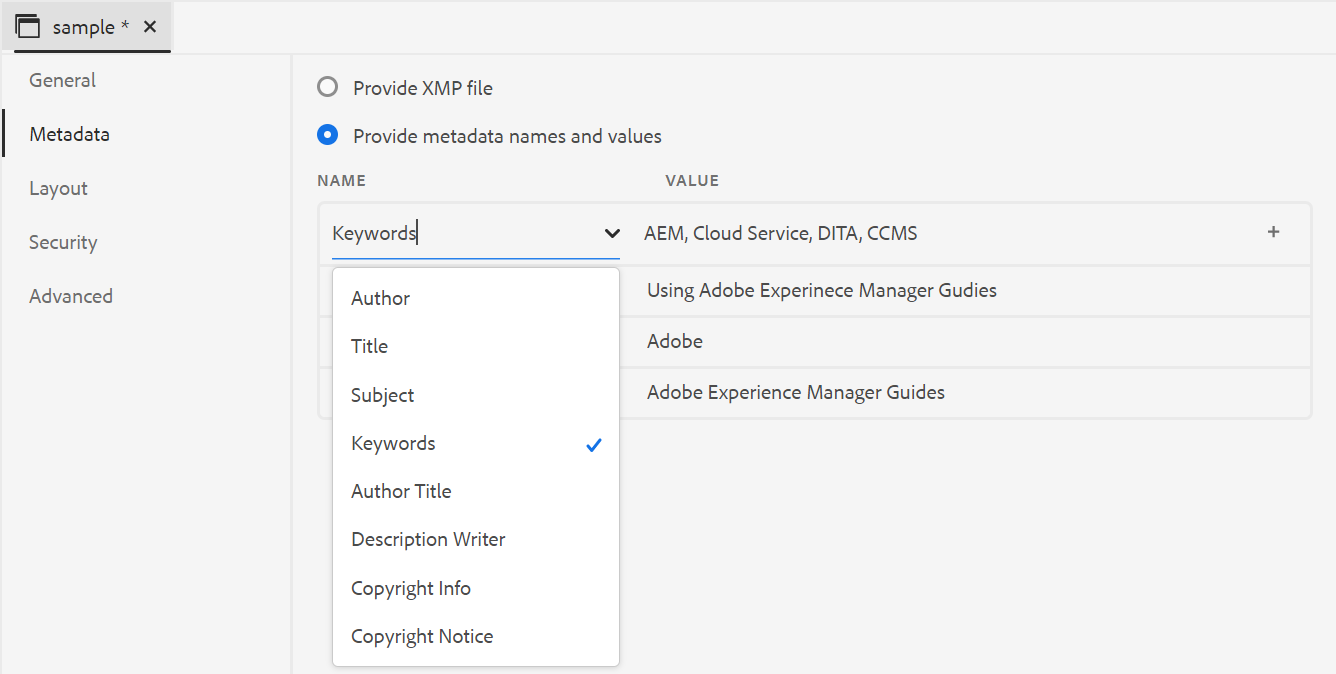 sample *
General
Metadata
Layout
Security
Advanced
Provide XMP file
Provide metadata names and values
NAME VALUE
Keywords AEM, Cloud Service, DITA, CCMS
Using Adobe Experinece Manager Gudies
Adobe
Adobe Experience Manager Guides
Author
Title
Subject
Keywords
Author Title
Description Writer
Copyright Info
Copyright Notice